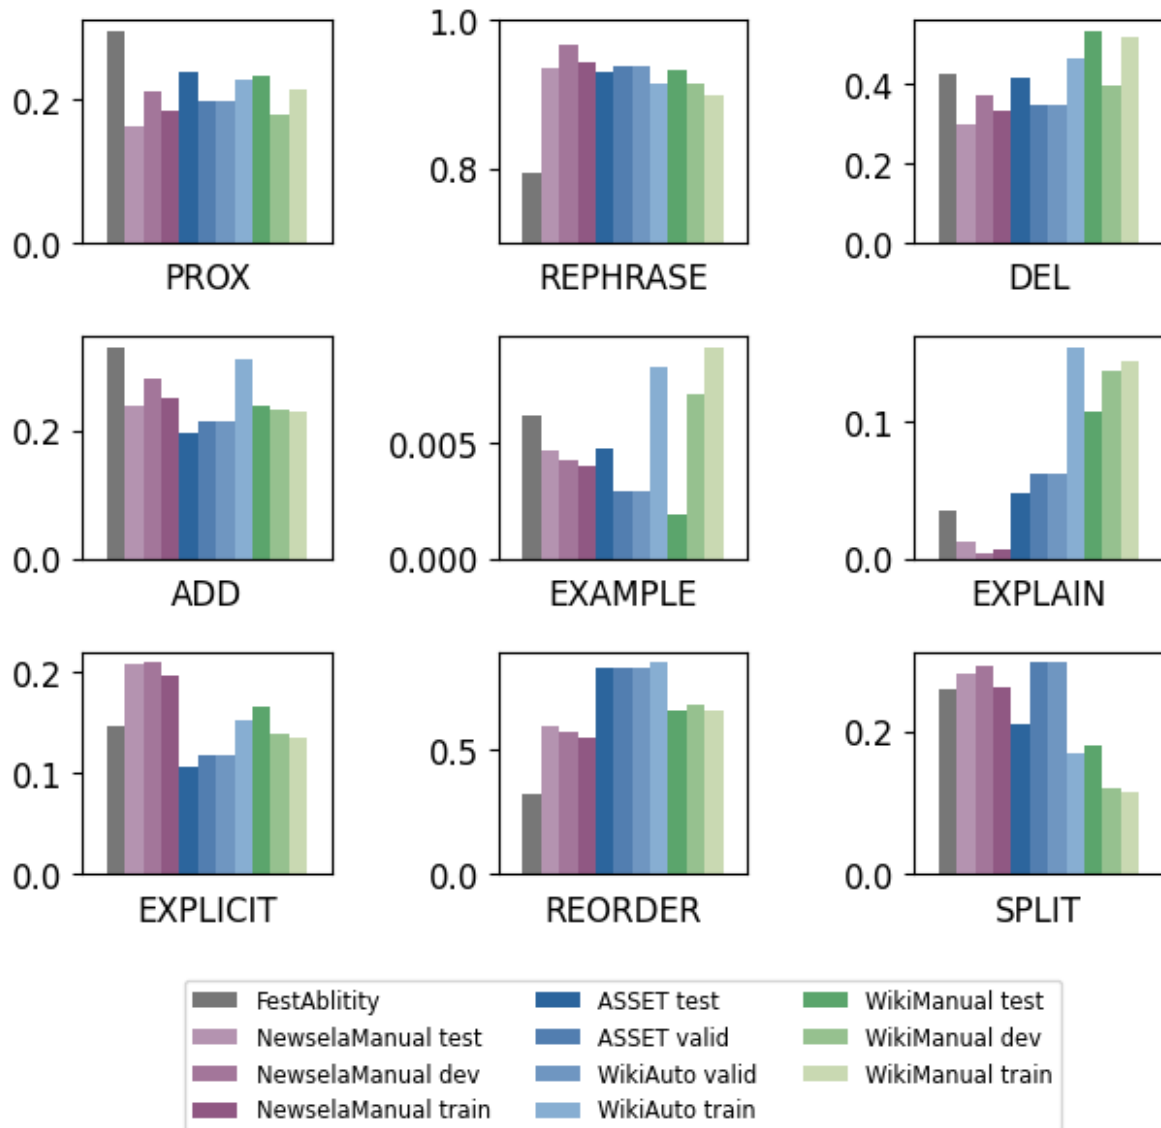 0.2
0.0
PROX
1.0
0.8
REPHRASE
0.4
0.2
0.0
DEL
0.2
0.0
ADD
0.005
0.000
EXAMPLE
0.1
0.0
EXPLAIN
0.2
0.1
0.0
EXPLICIT
0.5
0.0
REORDER
0.2
0.0
SPLIT
FestAblitity
NewselaManual test
NewselaManual dev
NewselaManual train
ASSET test
ASSET valid
WikiAuto valid
WikiAuto train
WikiManual test
WikiManual dev
WikiManual train